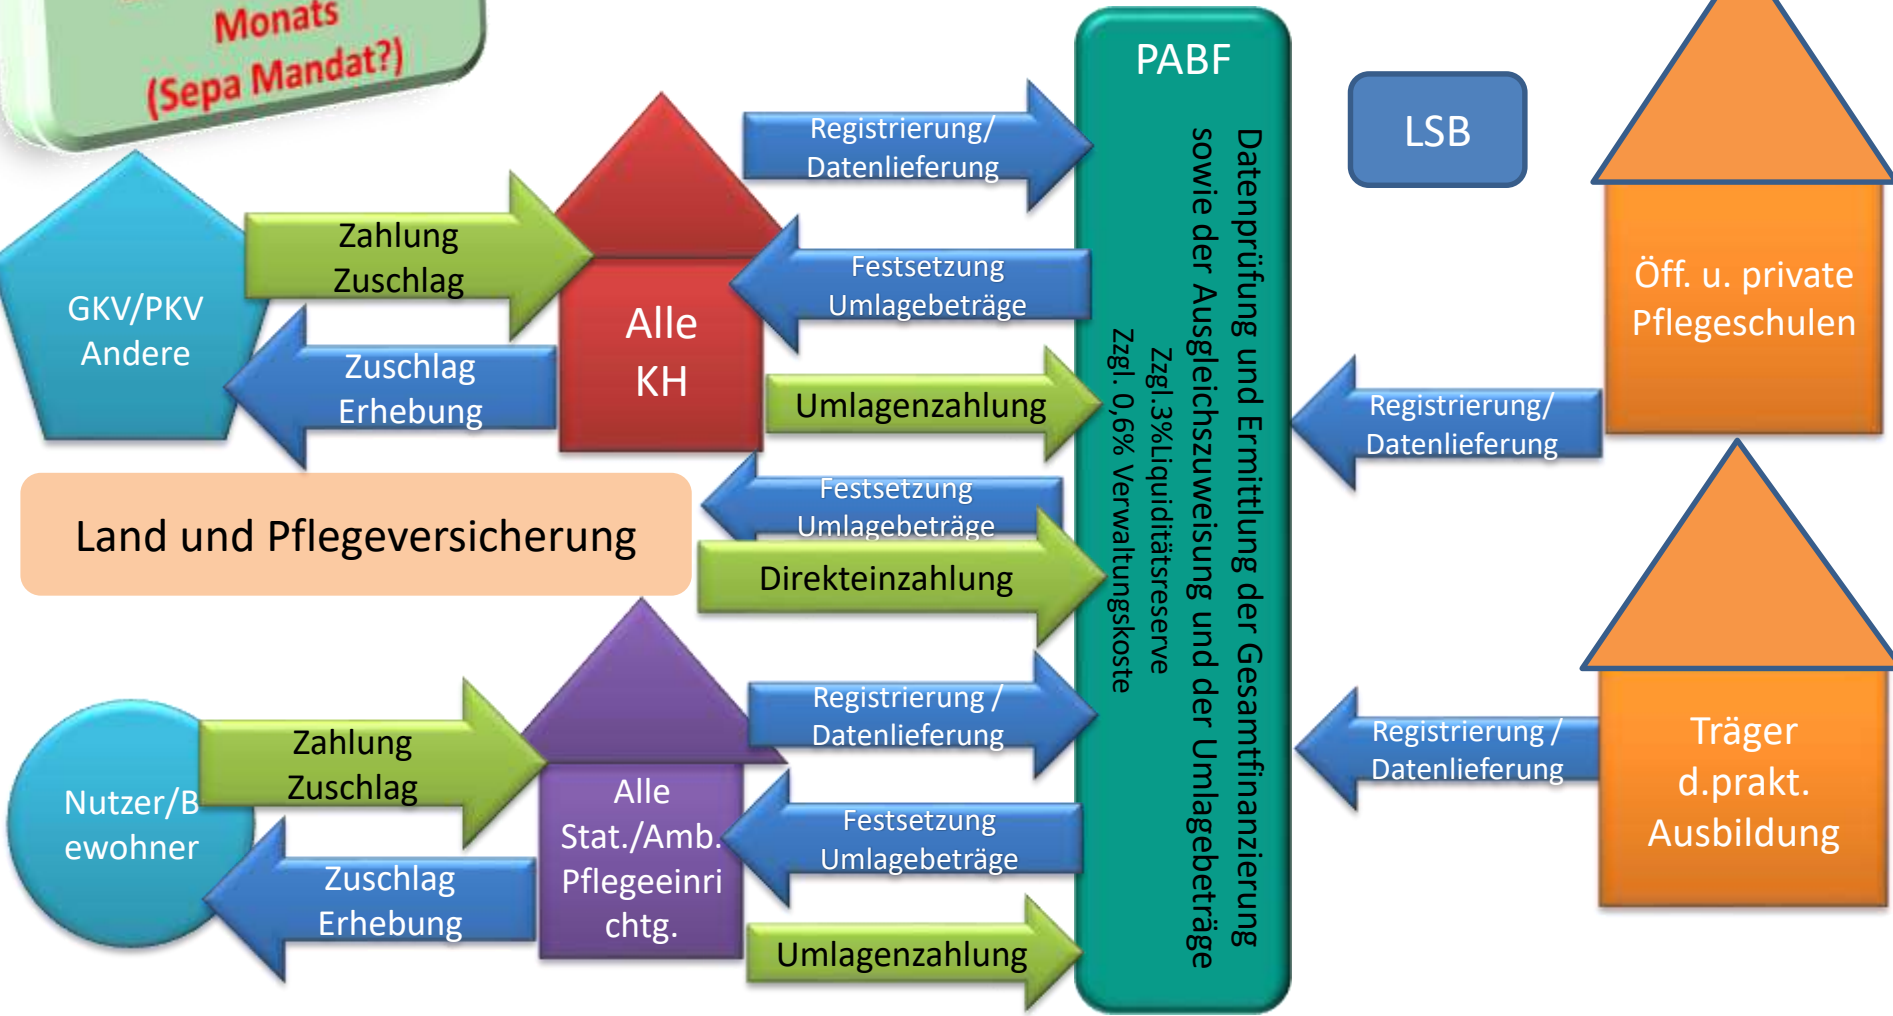 Monats
(Sepa Mandat?)
PABF
LSB
Registrierung/
Datenlieferung
Zahlung
Zuschlag
Festsetzung
Umlagebeträge
GKV/PKV
Andere
Alle
KH
Zuschlag
Erhebung
Umlagenzahlung
Datenprüfung und Ermittlung der Gesamtfinanzierung
sowie der Ausgleichszuweisung und der Umlagebeträge
Zzgl.3%Liquiditätsreserve
Zzgl. 0,6% Verwaltungskoste
Öff. u. private
Pflegeschulen
Registrierung/
Datenlieferung
Land und Pflegeversicherung
Festsetzung
Umlagebeträge
Direkteinzahlung
Registrierung /
Datenlieferung
Zahlung
Zuschlag
Nutzer/B
ewohner
Alle
Stat./Amb.
Pflegeeinri
chtg.
Festsetzung
Umlagebeträge
Zuschlag
Erhebung
Umlagenzahlung
Registrierung /
Datenlieferung
Träger
d.prakt.
Ausbildung